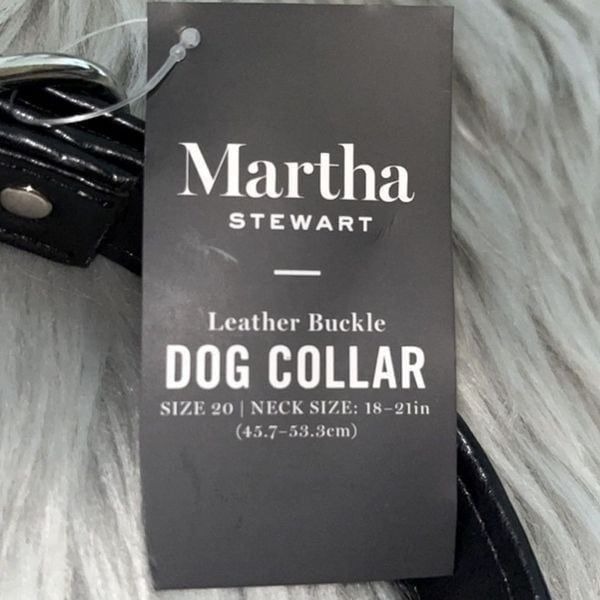 Martha
STEWART
Leather Buckle
DOG COLLAR
SIZE 20 | NECK SIZE: 18–21in
(45.7–53.3cm)